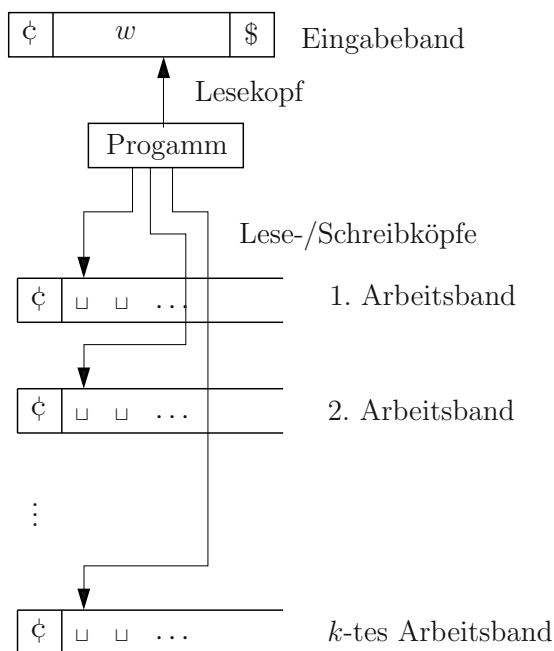 ¢ w $ Eingabeband
Lesekopf
Progamm
Lese-/Schreibköpfe
¢ ␣ ␣ ... 1. Arbeitsband
¢ ␣ ␣ ... 2. Arbeitsband
⋮
¢ ␣ ␣ ... k-tes Arbeitsband